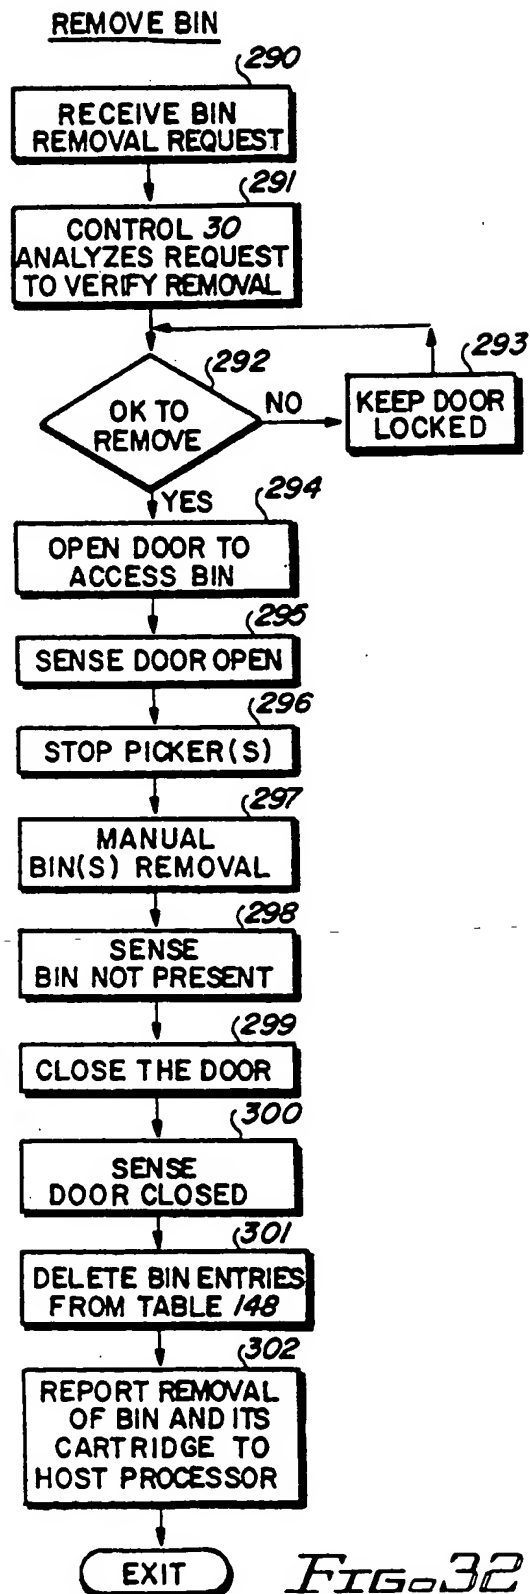 REMOVE BIN
290
RECEIVE BIN
REMOVAL REQUEST
291
CONTROL 30
ANALYZES REQUEST
TO VERIFY REMOVAL
292
OK TO
REMOVE
NO
293
KEEP DOOR
LOCKED
YES
294
OPEN DOOR TO
ACCESS BIN
295
SENSE DOOR OPEN
296
STOP PICKER(S)
297
MANUAL
BIN(S) REMOVAL
298
SENSE
BIN NOT PRESENT
299
CLOSE THE DOOR
300
SENSE
DOOR CLOSED
301
DELETE BIN ENTRIES
FROM TABLE 148
302
REPORT REMOVAL
OF BIN AND ITS
CARTRIDGE TO
HOST PROCESSOR
EXIT
FIG. 32